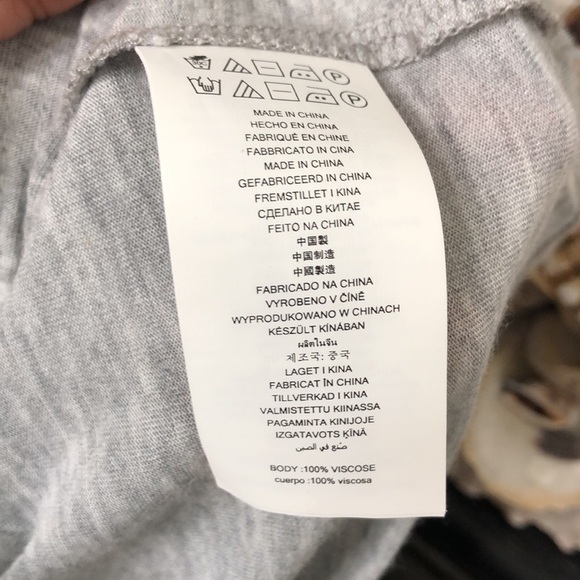 MADE IN CHINA
HECHO EN CHINA
FABRIQUÉ EN CHINE
FABBRICATO IN CINA
MADE IN CHINA
GEFABRICEERD IN CHINA
FREMSTILLET I KINA
СДЕЛАНО В КИТАЕ
FEITO NA CHINA
中国製
中国制造
中國製造
FABRICADO NA CHINA
VYROBENO V ČÍNĚ
WYPRODUKOWANO W CHINACH
KÉSZÜLT KÍNÁBAN
ผลิตในจีน
제조국: 중국
LAGET I KINA
FABRICAT ÎN CHINA
TILLVERKAD I KINA
VALMISTETTU KIINASSA
PAGAMINTA KINIJOJE
IZGATAVOTS ĶĪNĀ
صنع في الصين
BODY :100% VISCOSE
cuerpo :100% viscosa